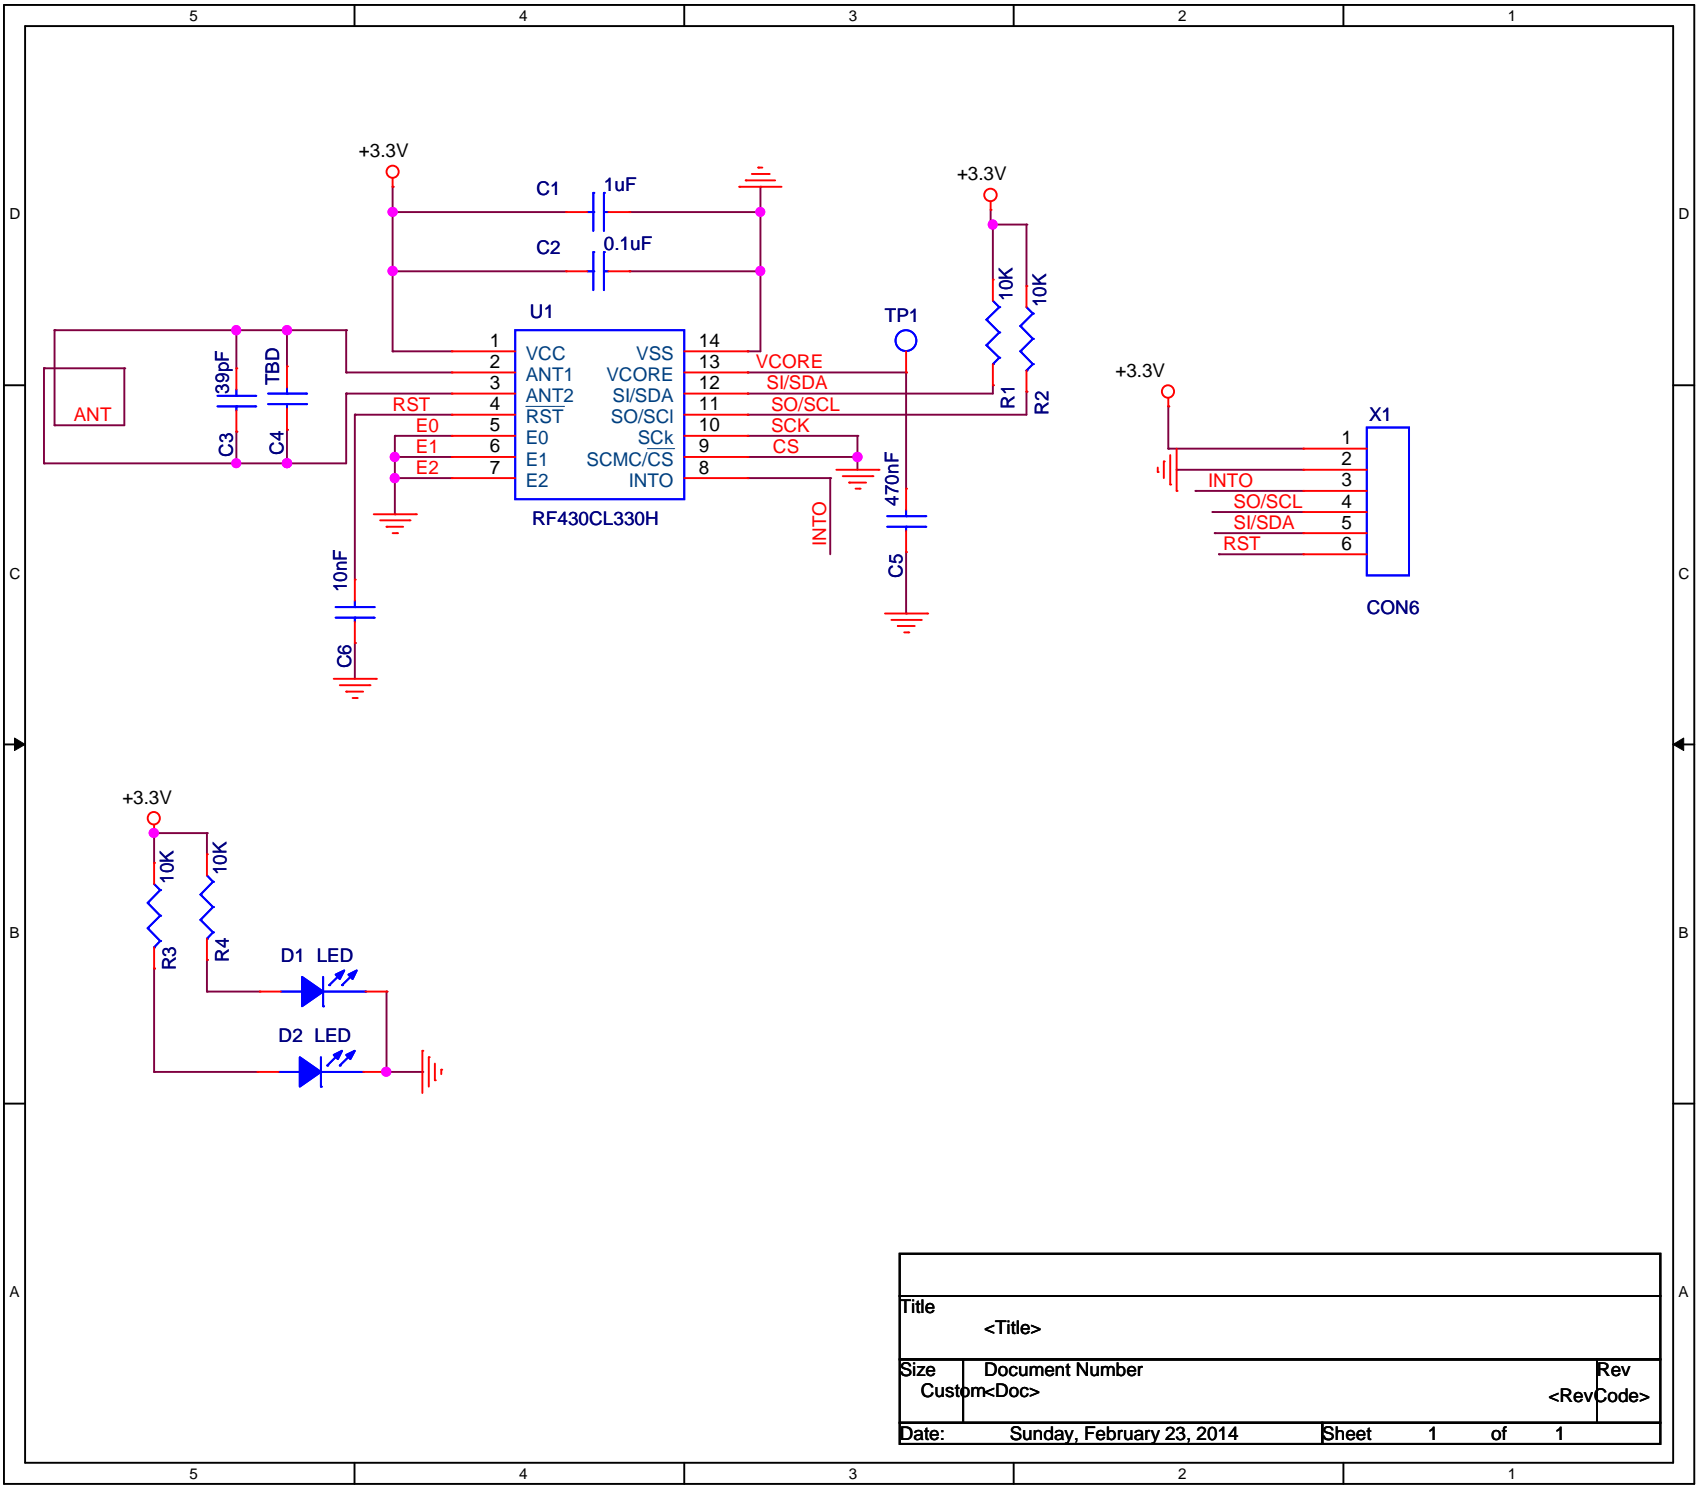 5 4 3 2 1
D D
C C
B B
A A
+3.3V
C1 1uF
C2 0.1uF
U1
1 VCC
2 ANT1
3 ANT2
RST 4 RST
E0 5 E0
E1 6 E1
E2 7 E2
VSS 14
VCORE 13 VCORE
SI/SDA 12 SI/SDA
SO/SCI 11 SO/SCL
SCk 10 SCK
SCMC/CS 9 CS
INTO 8
INTO
RF430CL330H
ANT
39pF
C3
TBD
C4
10nF
C6
TP1
470nF
C5
+3.3V
10K
R1
10K
R2
+3.3V
X1
1
2
INTO 3
SO/SCL 4
SI/SDA 5
RST 6
CON6
+3.3V
10K
R3
10K
R4
D1 LED
D2 LED
Title
<Title>
Size Document Number Rev
Custom <Doc> <RevCode>
Date: Sunday, February 23, 2014 Sheet 1 of 1
5 4 3 2 1